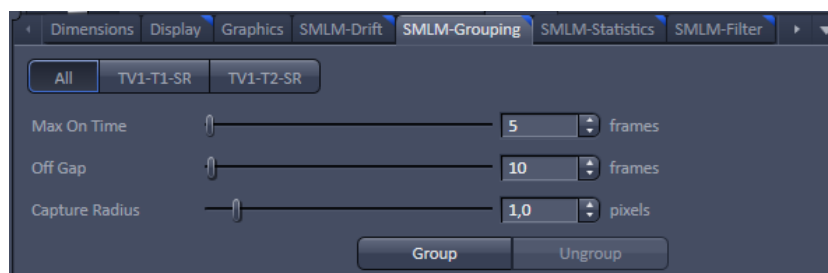 Dimensions Display Graphics SMLM-Drift SMLM-Grouping SMLM-Statistics SMLM-Filter
All TV1-T1-SR TV1-T2-SR
Max On Time 5 frames
Off Gap 10 frames
Capture Radius 1,0 pixels
Group Ungroup